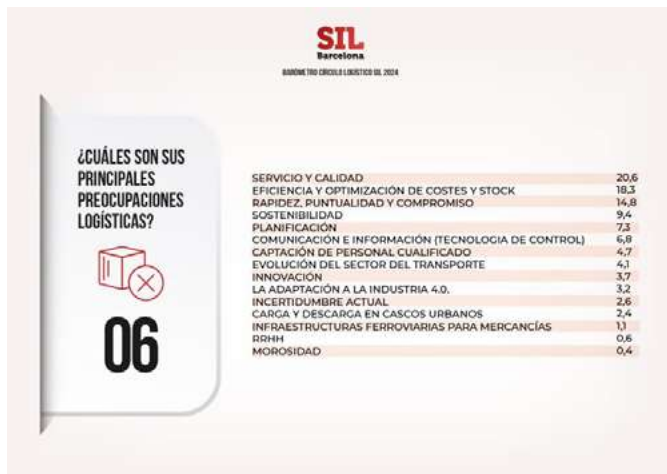 SIL
Barcelona
BARÓMETRO CÍRCULO LOGÍSTICO SIL 2024
¿CUÁLES SON SUS
PRINCIPALES
PREOCUPACIONES
LOGÍSTICAS?
06
SERVICIO Y CALIDAD 20,6
EFICIENCIA Y OPTIMIZACIÓN DE COSTES Y STOCK 18,3
RAPIDEZ, PUNTUALIDAD Y COMPROMISO 14,8
SOSTENIBILIDAD 9,4
PLANIFICACIÓN 7,3
COMUNICACIÓN E INFORMACIÓN (TECNOLOGIA DE CONTROL) 6,8
CAPTACIÓN DE PERSONAL CUALIFICADO 4,7
EVOLUCIÓN DEL SECTOR DEL TRANSPORTE 4,1
INNOVACIÓN 3,7
LA ADAPTACIÓN A LA INDUSTRIA 4.0. 3,2
INCERTIDUMBRE ACTUAL 2,6
CARGA Y DESCARGA EN CASCOS URBANOS 2,4
INFRAESTRUCTURAS FERROVIARIAS PARA MERCANCÍAS 1,1
RRHH 0,6
MOROSIDAD 0,4